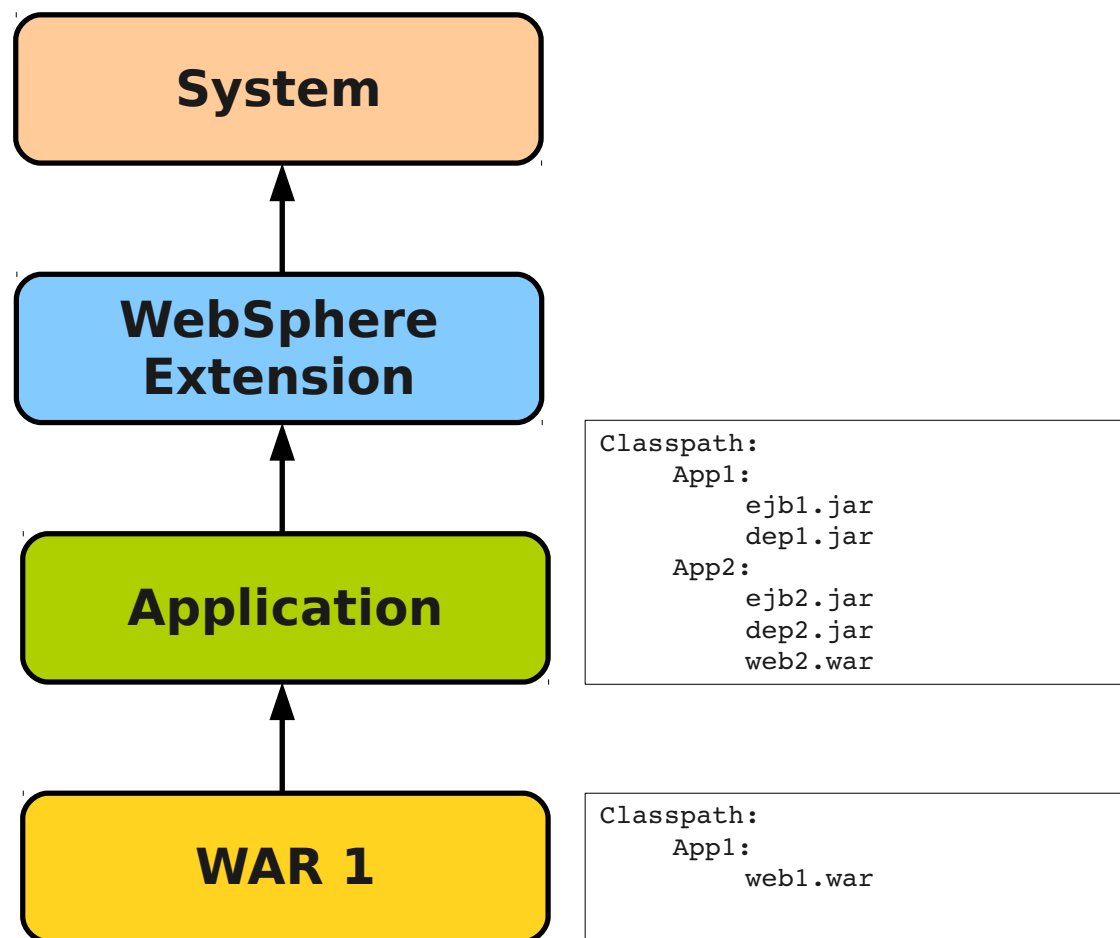 System
WebSphere
Extension
Classpath:
App1:
ejb1.jar
dep1.jar
App2:
ejb2.jar
dep2.jar
web2.war
Application
Classpath:
App1:
web1.war
WAR 1